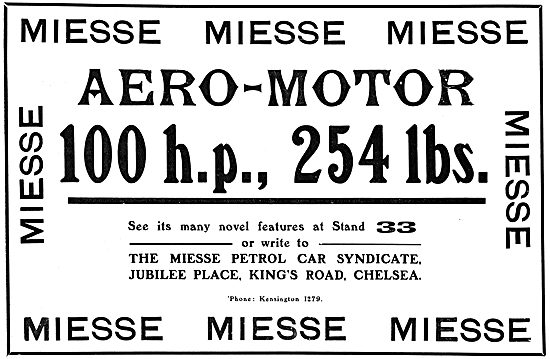 MIESSE MIESSE MIESSE
AERO-MOTOR
100 h.p., 254 lbs.
MIESSE
MIESSE
See its many novel features at Stand 33
or write to
THE MIESSE PETROL CAR SYNDICATE,
JUBILEE PLACE, KING'S ROAD, CHELSEA.
'Phone: Kensington 1279.
MIESSE MIESSE MIESSE